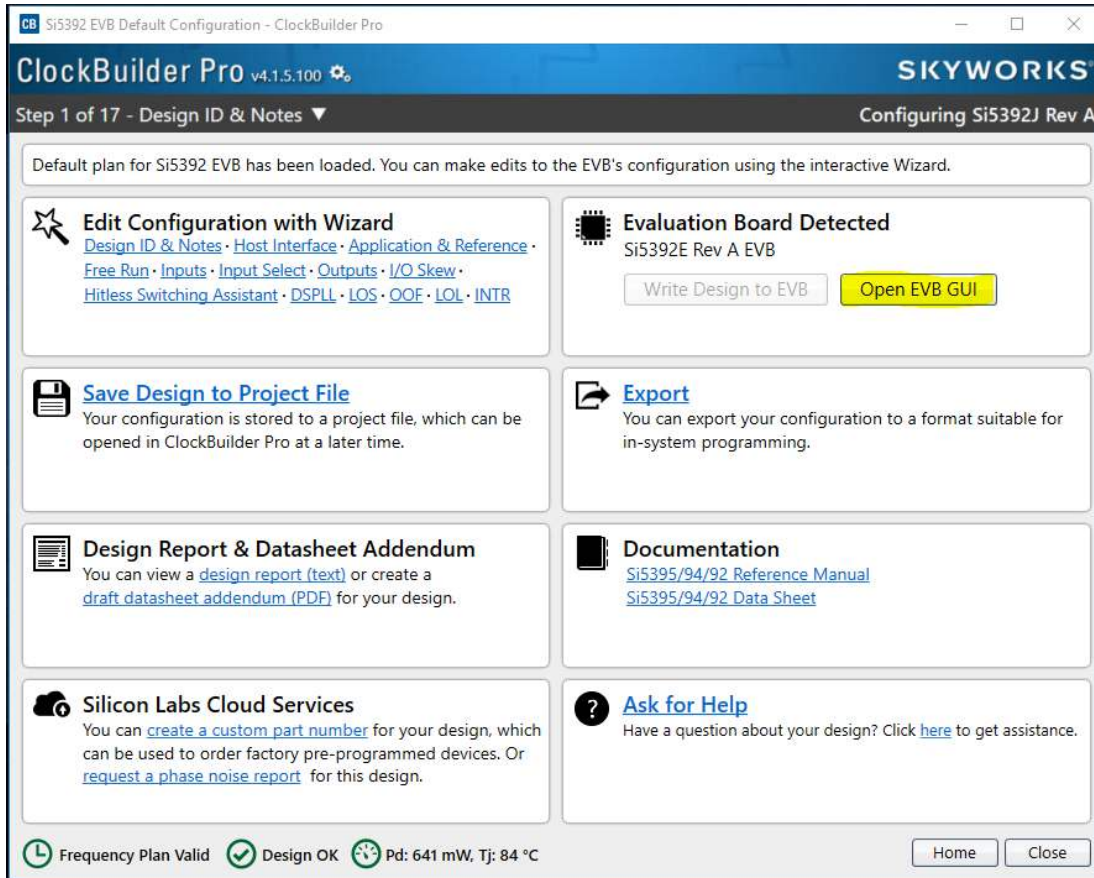 CB Si5392 EVB Default Configuration - ClockBuilder Pro
ClockBuilder Pro v4.1.5.100
SKYWORKS®
Step 1 of 17 - Design ID & Notes ▼
Configuring Si5392J Rev A
Default plan for Si5392 EVB has been loaded. You can make edits to the EVB's configuration using the interactive Wizard.
Edit Configuration with Wizard
Design ID & Notes · Host Interface · Application & Reference ·
Free Run · Inputs · Input Select · Outputs · I/O Skew ·
Hitless Switching Assistant · DSPLL · LOS · OOF · LOL · INTR
Evaluation Board Detected
Si5392E Rev A EVB
Write Design to EVB
Open EVB GUI
Save Design to Project File
Your configuration is stored to a project file, which can be
opened in ClockBuilder Pro at a later time.
Export
You can export your configuration to a format suitable for
in-system programming.
Design Report & Datasheet Addendum
You can view a design report (text) or create a
draft datasheet addendum (PDF) for your design.
Documentation
Si5395/94/92 Reference Manual
Si5395/94/92 Data Sheet
Silicon Labs Cloud Services
You can create a custom part number for your design, which
can be used to order factory pre-programmed devices. Or
request a phase noise report for this design.
Ask for Help
Have a question about your design? Click here to get assistance.
Frequency Plan Valid
Design OK
Pd: 641 mW, Tj: 84 °C
Home
Close